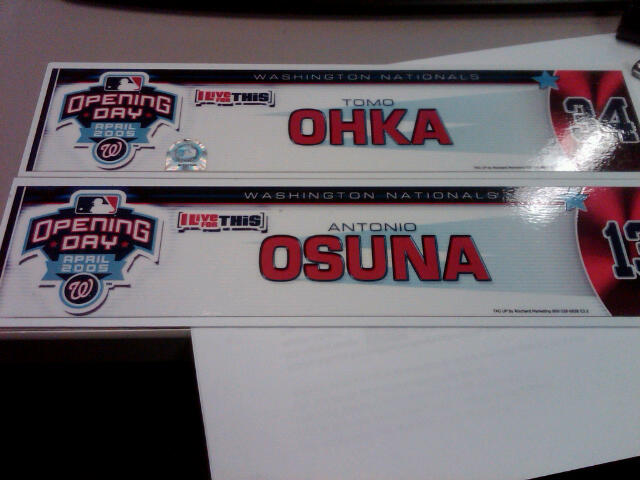 WASHINGTON NATIONALS
OPENING DAY
APRIL 2005
W
I LIVE FOR THIS!
TOMO
OHKA
24
WASHINGTON NATIONALS
OPENING DAY
APRIL 2005
W
I LIVE FOR THIS!
ANTONIO
OSUNA
13